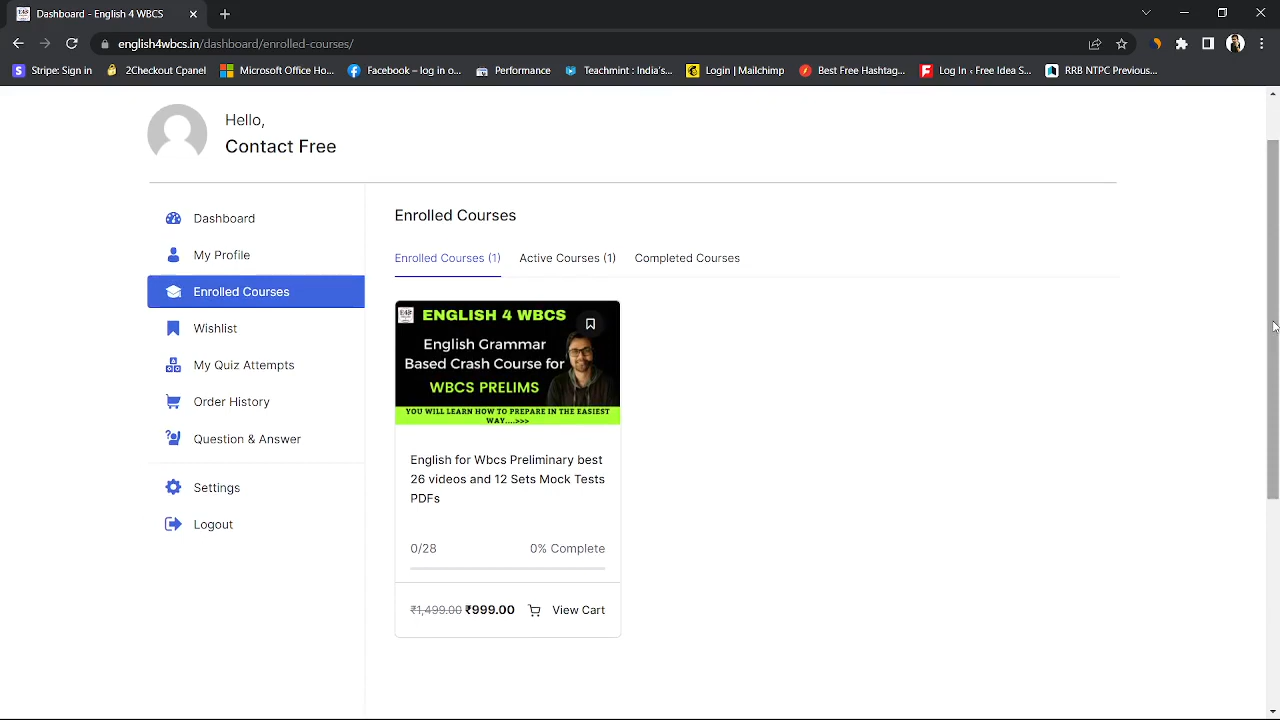 Dashboard - English 4 WBCS
english4wbcs.in/dashboard/enrolled-courses/
Stripe: Sign in
2Checkout Cpanel
Microsoft Office Ho...
Facebook – log in o...
Performance
Teachmint : India's...
Login | Mailchimp
Best Free Hashtag...
Log In ‹ Free Idea S...
RRB NTPC Previous...
Hello,
Contact Free
Dashboard
My Profile
Enrolled Courses
Wishlist
My Quiz Attempts
Order History
Question & Answer
Settings
Logout
Enrolled Courses
Enrolled Courses (1)
Active Courses (1)
Completed Courses
ENGLISH 4 WBCS
English Grammar
Based Crash Course for
WBCS PRELIMS
YOU WILL LEARN HOW TO PREPARE IN THE EASIEST
WAY....>>>
English for Wbcs Preliminary best
26 videos and 12 Sets Mock Tests
PDFs
0/28
0% Complete
₹1,499.00 ₹999.00
View Cart